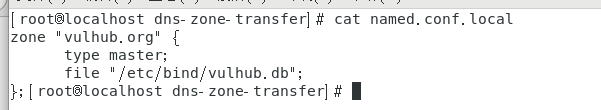 [root@localhost dns-zone-transfer]# cat named.conf.local
zone "vulhub.org" {
type master;
file "/etc/bind/vulhub.db";
};[root@localhost dns-zone-transfer]#